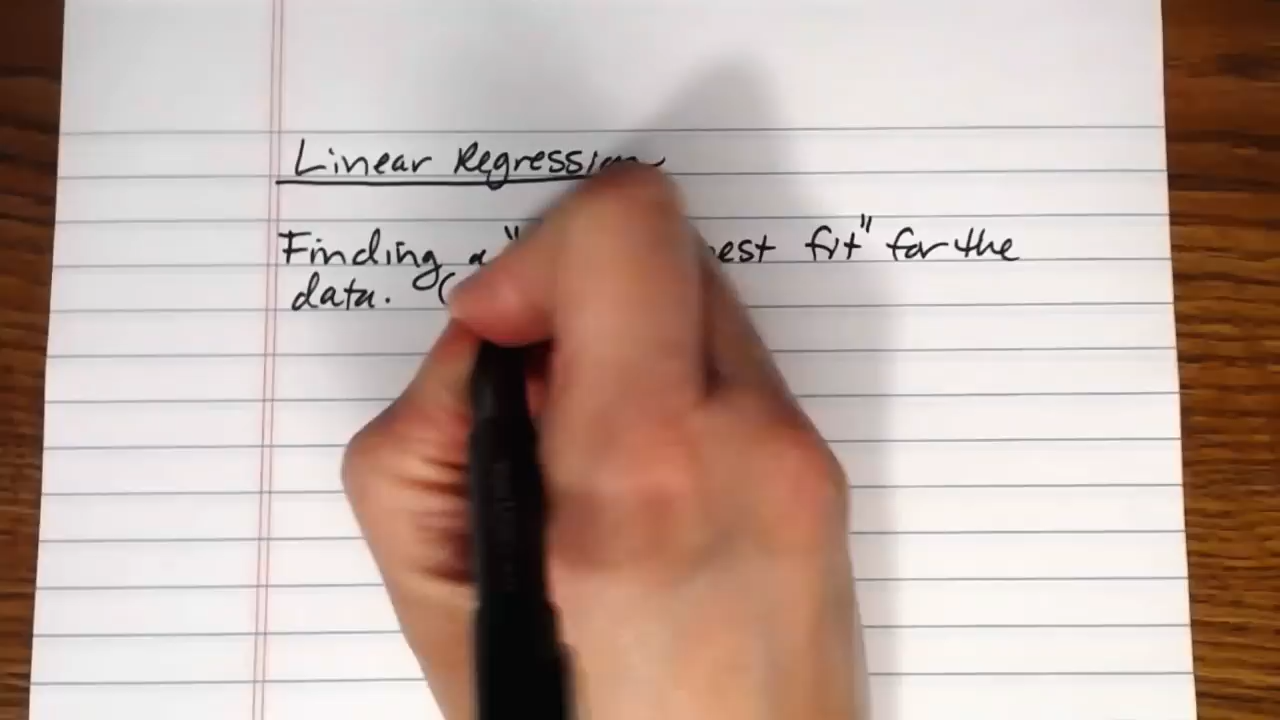 Linear Regression
Finding a " best fit" for the
data. (